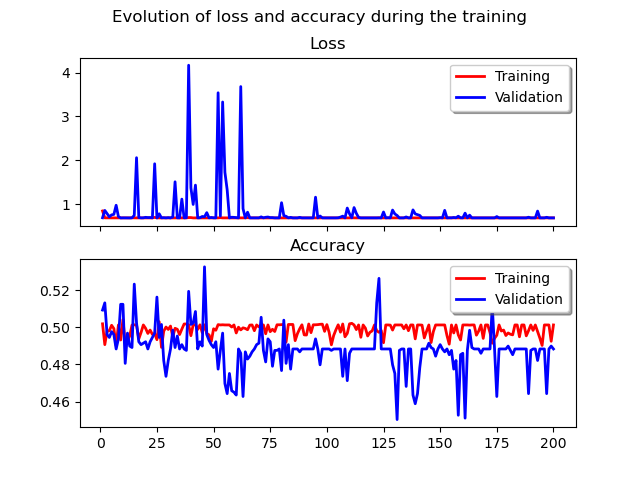 Evolution of loss and accuracy during the training
Loss
4
3
2
1
Training
Validation
Accuracy
0.52
0.50
0.48
0.46
Training
Validation
0 25 50 75 100 125 150 175 200